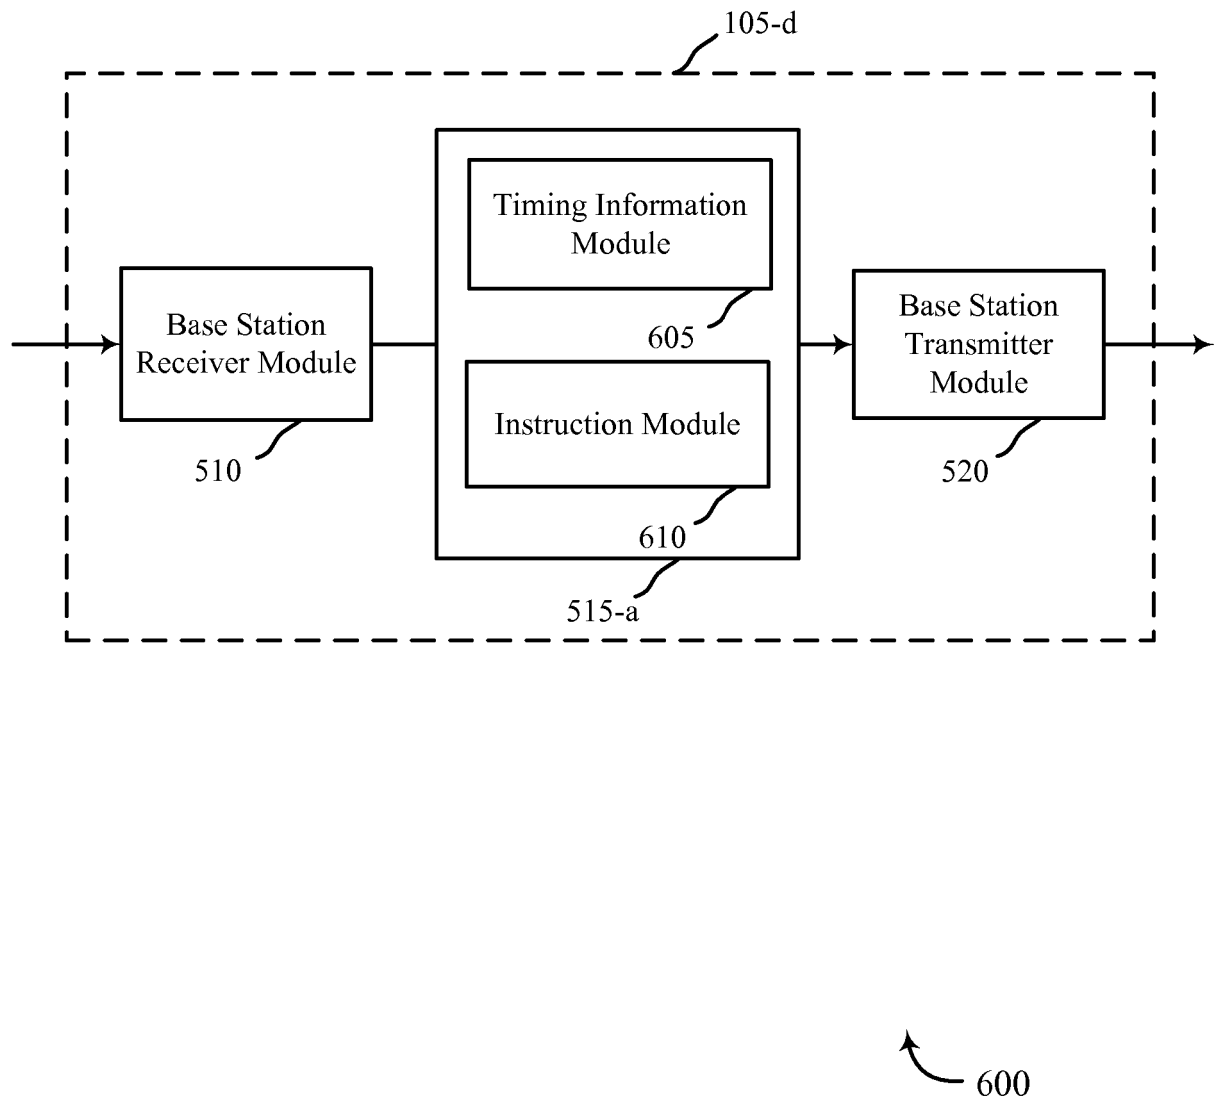 105-d
Timing Information
Module
605
Base Station
Receiver Module
510
Instruction Module
610
515-a
Base Station
Transmitter
Module
520
600